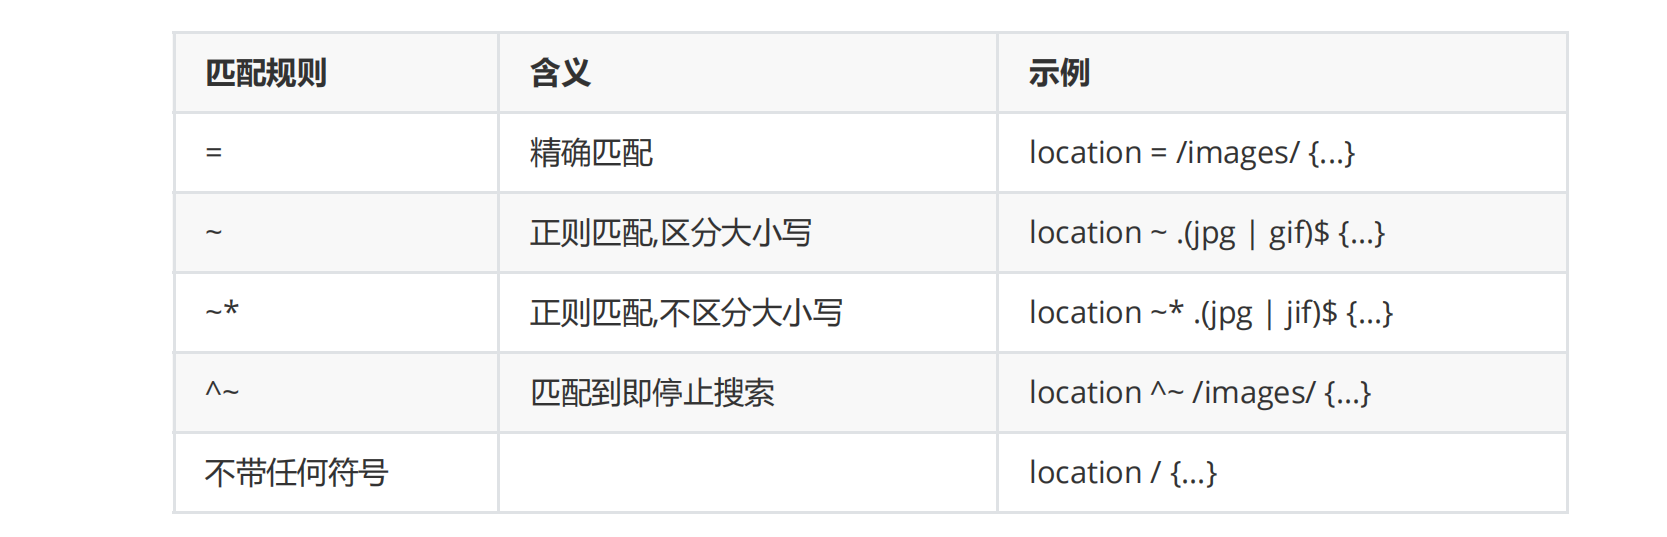 匹配规则 含义 示例
= 精确匹配 location = /images/ {...}
~ 正则匹配,区分大小写 location ~ .(jpg | gif)$ {...}
~* 正则匹配,不区分大小写 location ~* .(jpg | jif)$ {...}
^~ 匹配到即停止搜索 location ^~ /images/ {...}
不带任何符号 location / {...}